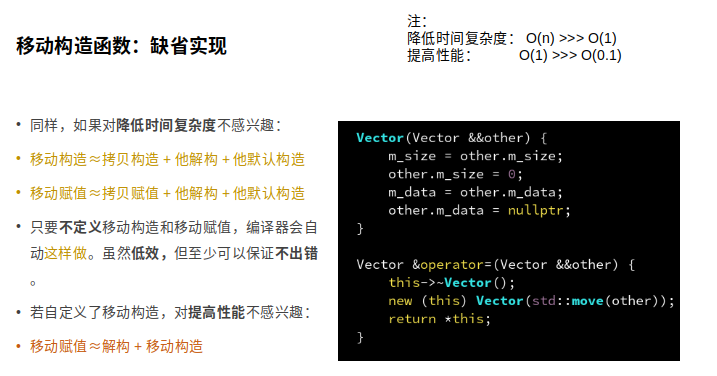 移动构造函数：缺省实现
注：
降低时间复杂度： O(n) >>> O(1)
提高性能： O(1) >>> O(0.1)
• 同样，如果对降低时间复杂度不感兴趣：
• 移动构造≈拷贝构造 + 他解构 + 他默认构造
• 移动赋值≈拷贝赋值 + 他解构 + 他默认构造
• 只要不定义移动构造和移动赋值，编译器会自
动这样做。虽然低效，但至少可以保证不出错
。
• 若自定义了移动构造，对提高性能不感兴趣：
• 移动赋值≈解构 + 移动构造
Vector(Vector &&other) {
m_size = other.m_size;
other.m_size = 0;
m_data = other.m_data;
other.m_data = nullptr;
}
Vector &operator=(Vector &&other) {
this->~Vector();
new (this) Vector(std::move(other));
return *this;
}